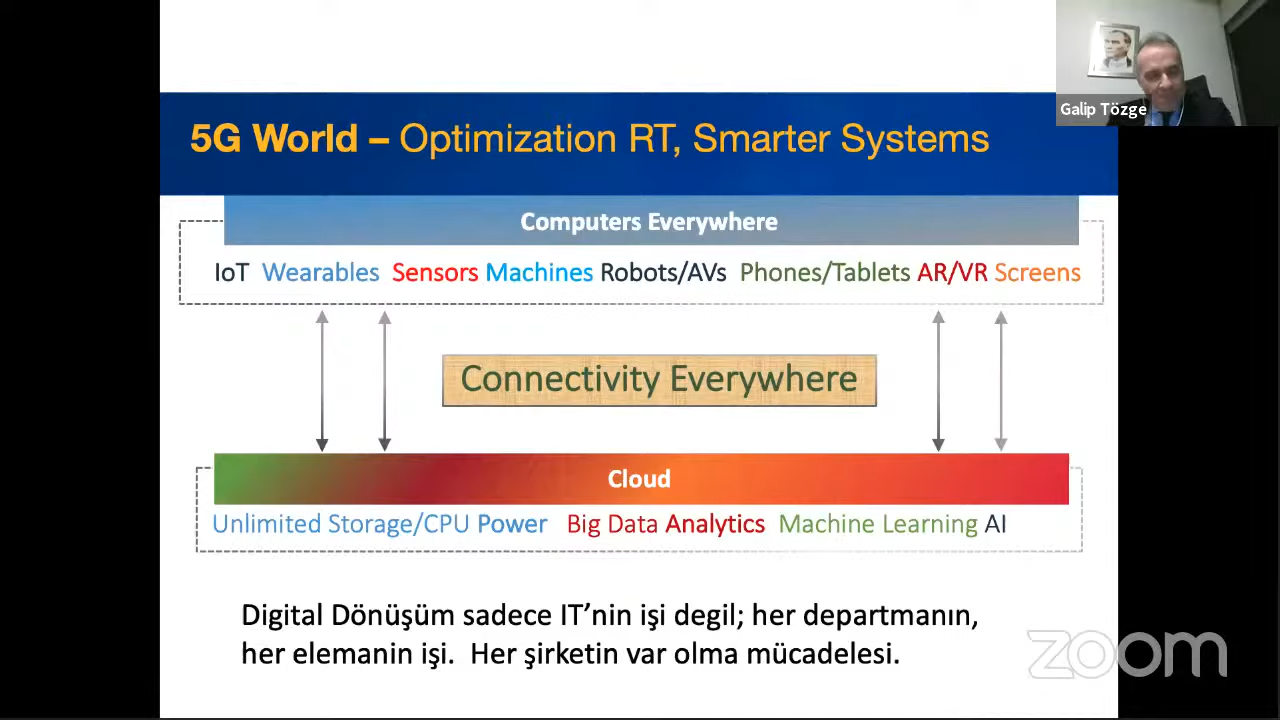 Galip Tözge
5G World – Optimization RT, Smarter Systems
Computers Everywhere
IoT Wearables Sensors Machines Robots/AVs Phones/Tablets AR/VR Screens
Connectivity Everywhere
Cloud
Unlimited Storage/CPU Power Big Data Analytics Machine Learning AI
Digital Dönüşüm sadece IT’nin işi degil; her departmanın,
her elemanin işi. Her şirketin var olma mücadelesi.
zoom